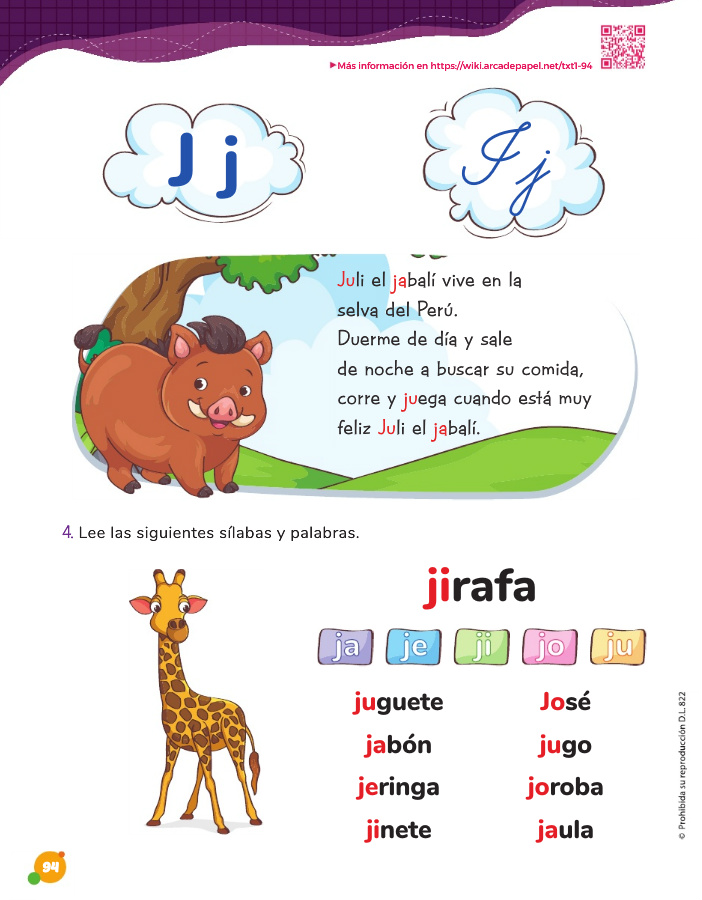 ▶Más información en https://wiki.arcadepapel.net/txt1-94
J j
J j
Juli el jabalí vive en la
selva del Perú.
Duerme de día y sale
de noche a buscar su comida,
corre y juega cuando está muy
feliz Juli el jabalí.
4. Lee las siguientes sílabas y palabras.
jirafa
ja je ji jo ju
juguete José
jabón jugo
jeringa joroba
jinete jaula
© Prohibida su reproducción D.L. 822
94